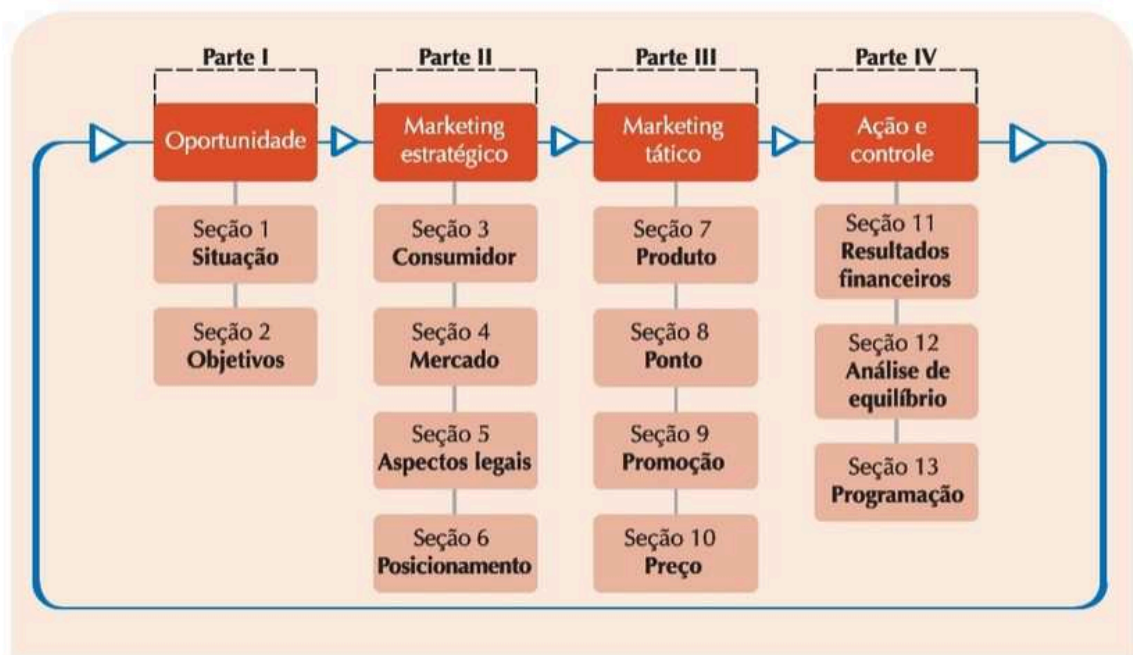 Parte I
Oportunidade
Seção 1
Situação
Seção 2
Objetivos
Parte II
Marketing
estratégico
Seção 3
Consumidor
Seção 4
Mercado
Seção 5
Aspectos legais
Seção 6
Posicionamento
Parte III
Marketing
tático
Seção 7
Produto
Seção 8
Ponto
Seção 9
Promoção
Seção 10
Preço
Parte IV
Ação e
controle
Seção 11
Resultados
financeiros
Seção 12
Análise de
equilíbrio
Seção 13
Programação